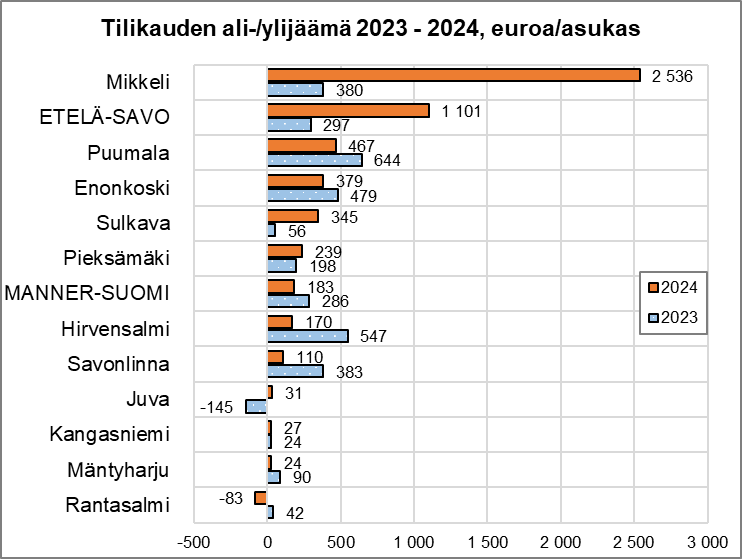 Tilikauden ali-/ylijäämä 2023 - 2024, euroa/asukas
Mikkeli
2 536
380
ETELÄ-SAVO
1 101
297
Puumala
467
644
Enonkoski
379
479
Sulkava
345
56
Pieksämäki
239
198
MANNER-SUOMI
183
286
2024
2023
Hirvensalmi
170
547
Savonlinna
110
383
Juva
31
-145
Kangasniemi
27
24
Mäntyharju
24
90
Rantasalmi
-83
42
-500 0 500 1 000 1 500 2 000 2 500 3 000